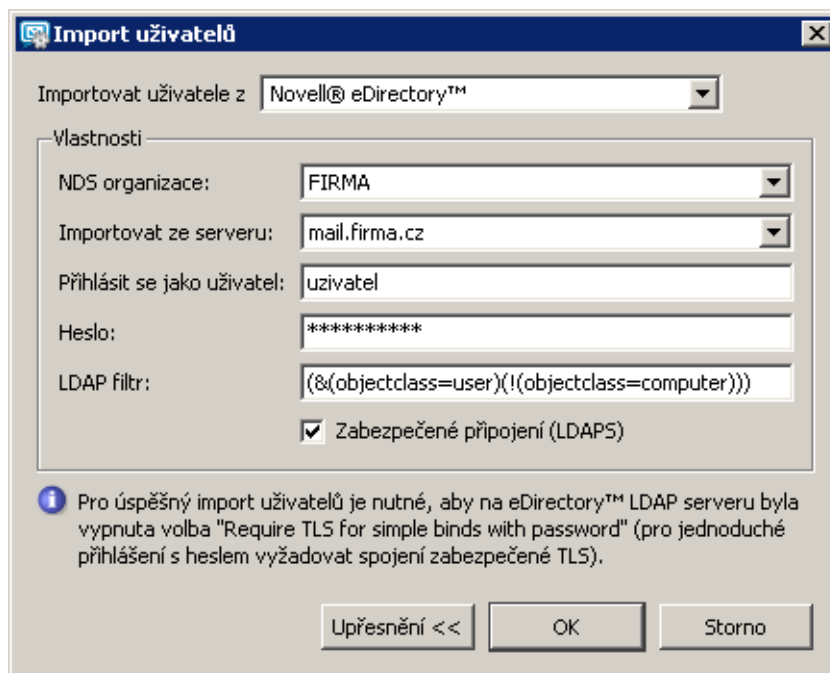 Import uživatelů
Importovat uživatele z Novell® eDirectory™
Vlastnosti
NDS organizace: FIRMA
Importovat ze serveru: mail.firma.cz
Přihlásit se jako uživatel: uzivatel
Heslo: **********
LDAP filtr: (&(objectclass=user)(!(objectclass=computer)))
Zabezpečené připojení (LDAPS)
Pro úspěšný import uživatelů je nutné, aby na eDirectory™ LDAP serveru byla
vypnuta volba "Require TLS for simple binds with password" (pro jednoduché
přihlášení s heslem vyžadovat spojení zabezpečené TLS).
Upřesnění << OK Storno